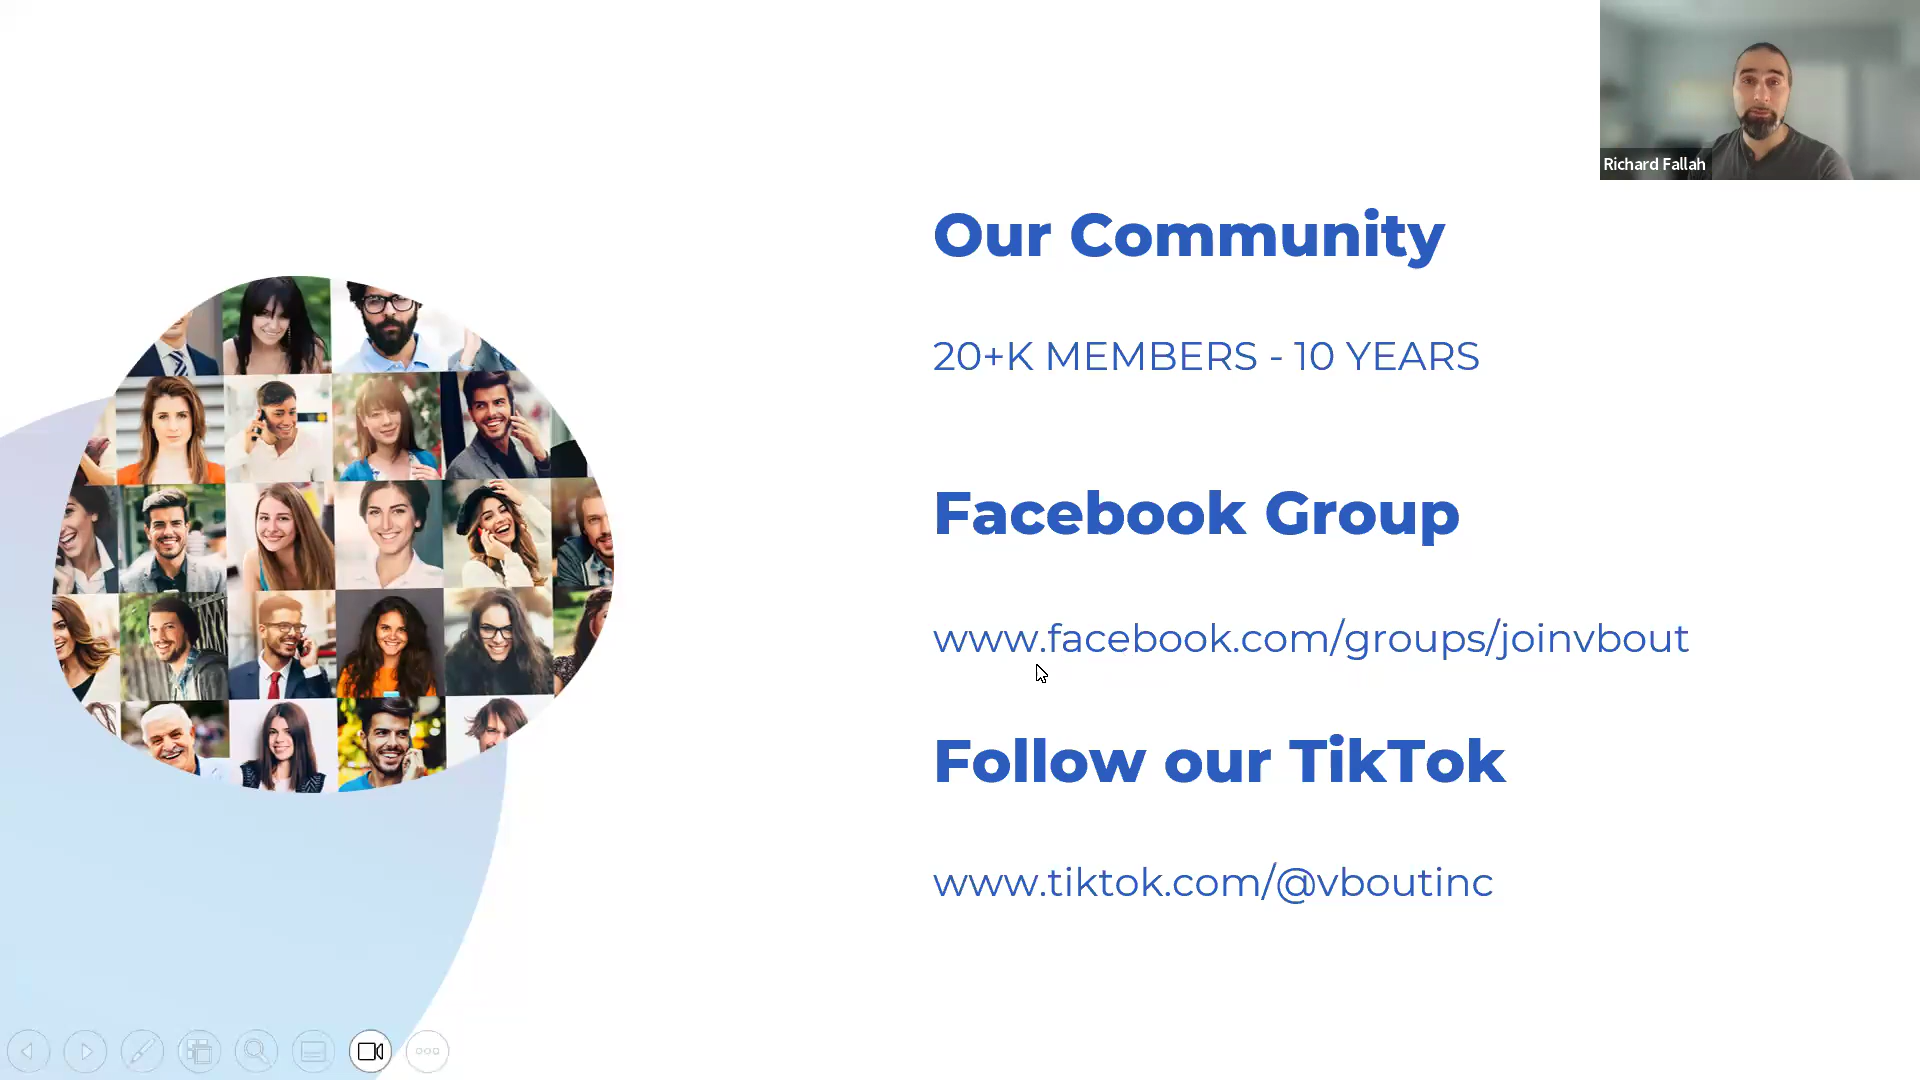 Richard Fallah
Our Community
20+K MEMBERS - 10 YEARS
Facebook Group
www.facebook.com/groups/joinvbout
Follow our TikTok
www.tiktok.com/@vboutinc